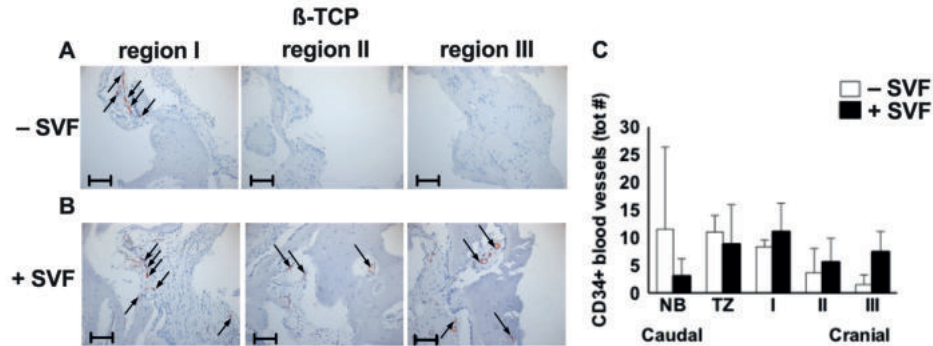 ß-TCP
A
region I
region II
region III
– SVF
B
+ SVF
C
– SVF
+ SVF
CD34+ blood vessels (tot #)
30
25
20
15
10
5
0
NB
TZ
I
II
III
Caudal
Cranial